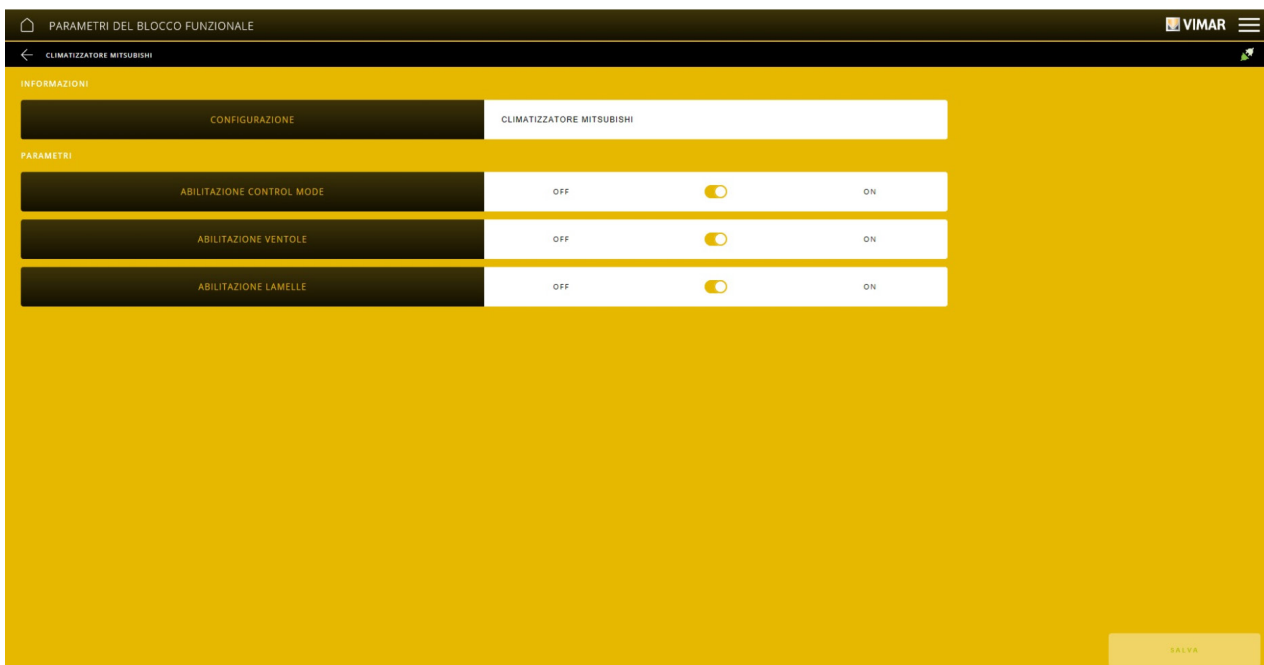 PARAMETRI DEL BLOCCO FUNZIONALE
VIMAR
CLIMATIZZATORE MITSUBISHI
INFORMAZIONI
CONFIGURAZIONE CLIMATIZZATORE MITSUBISHI
PARAMETRI
ABILITAZIONE CONTROL MODE OFF ON
ABILITAZIONE VENTOLE OFF ON
ABILITAZIONE LAMELLE OFF ON
SALVA